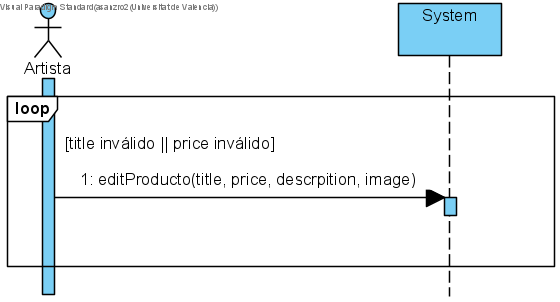 Visual Paradigm Standard(asanzro2(Universitat de Valencia))
System
Artista
loop
[title inválido || price inválido]
1: editProducto(title, price, descrpition, image)